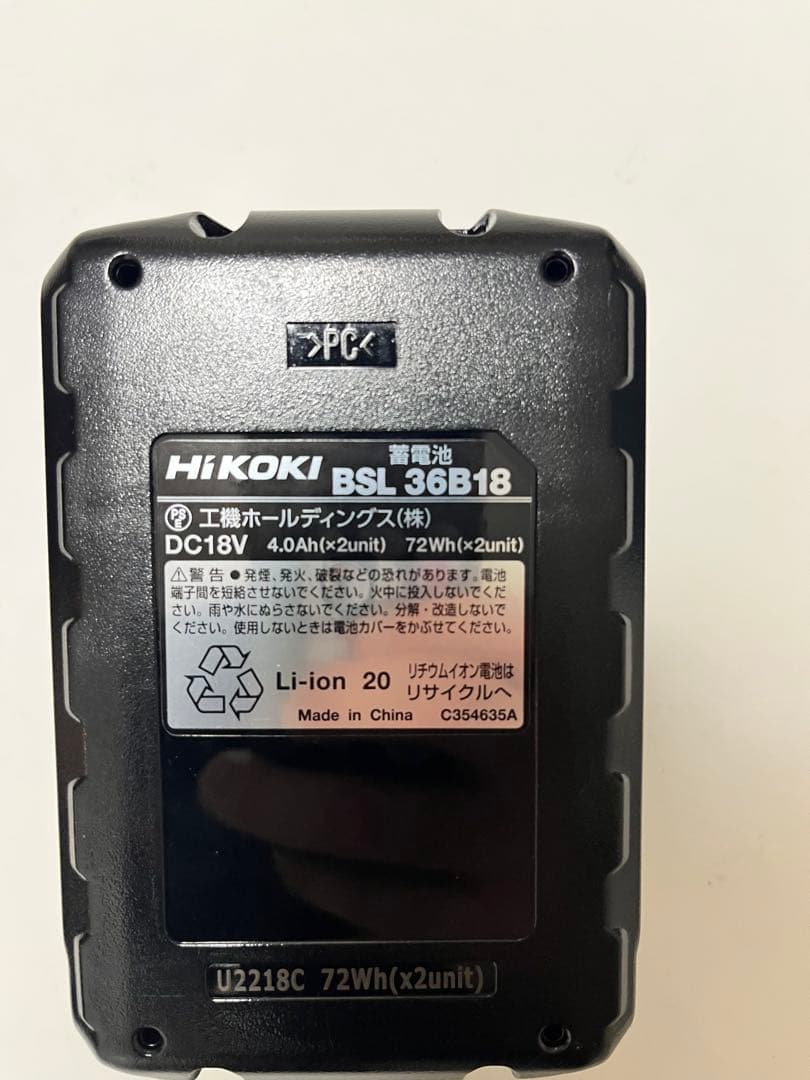 >PC<
HiKOKI 蓄電池
BSL 36B18
PSE 工機ホールディングス(株)
DC18V 4.0Ah(×2unit) 72Wh(×2unit)
⚠警告 ●発煙、発火、破裂などの恐れがあります。電池
端子間を短絡させないでください。火中に投入しないでくだ
さい。雨や水にぬらさないでください。分解・改造しないで
ください。使用しないときは電池カバーをかぶせてください。
Li-ion 20 リチウムイオン電池は
リサイクルへ
Made in China C354635A
U2218C 72Wh(x2unit)